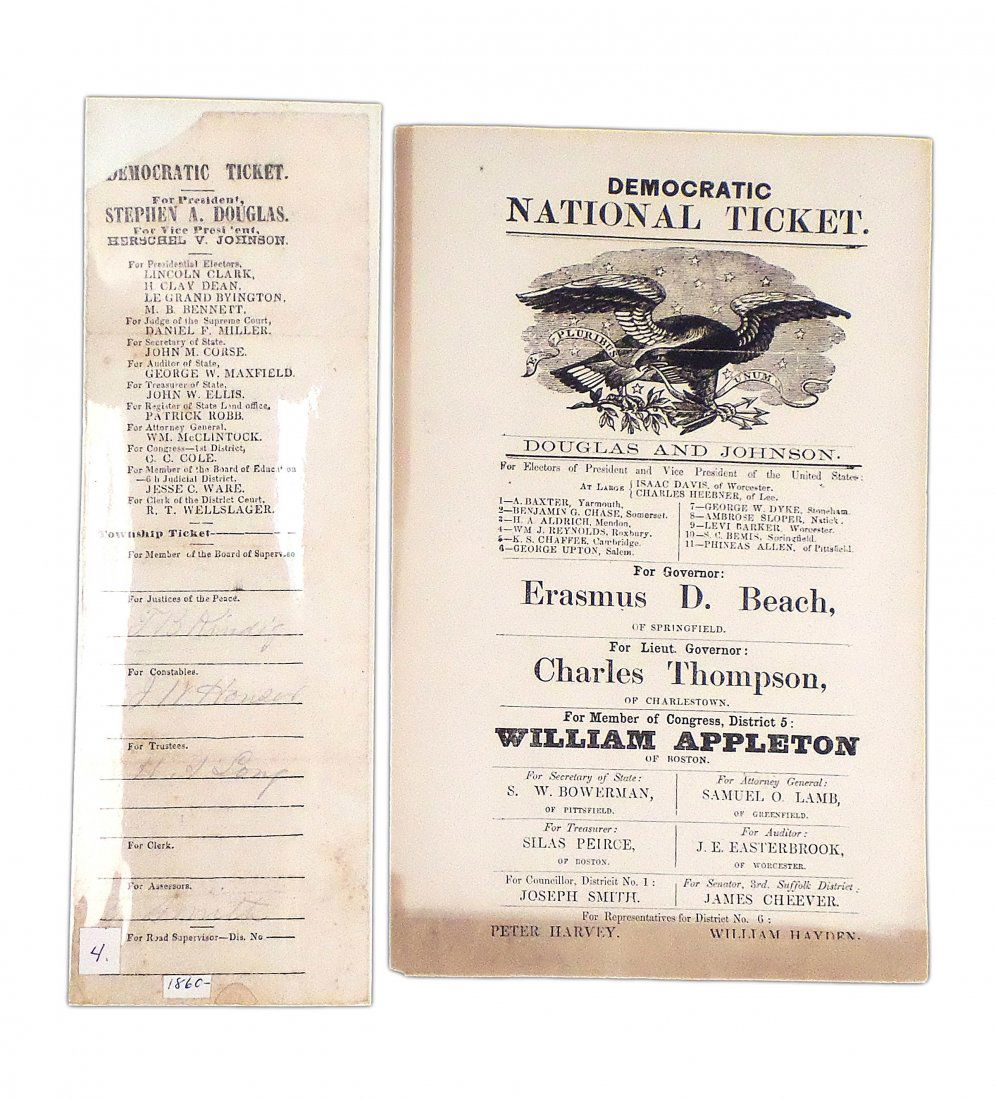 DEMOCRATIC TICKET.
For President,
STEPHEN A. DOUGLAS.
For Vice Presi'ent,
HERSCHEL V. JOHNSON.
For Presidential Electors,
LINCOLN CLARK,
H. CLAY DEAN,
LE GRAND BYINGTON,
M. B. BENNETT.
For Judge of the Supreme Court,
DANIEL F. MILLER.
For Secretary of State.
JOHN M. CORSE.
For Auditor of State,
GEORGE W. MAXFIELD.
For Treasurer of State,
JOHN W. ELLIS.
For Register of State Land office,
PATRICK ROBB.
For Attorney General.
WM. McCLINTOCK.
For Congress—1st District,
C. C. COLE.
For Member of the Board of Education
—6 h Judicial District,
JESSE C. WARE.
For Clerk of the District Court,
R. T. WELLSLAGER.
Township Ticket
For Member of the Board of Superviso
For Justices of the Peace.
For Constables.
For Trustees.
H. S. Long
For Clerk.
For Assessors.
For Road Supervisor—Dis. No.
4.
1860-
DEMOCRATIC
NATIONAL TICKET.
E PLURIBUS UNUM
DOUGLAS AND JOHNSON.
For Electors of President and Vice President of the United States:
AT LARGE { ISAAC DAVIS, of Worcester.
CHARLES HEEBNER, of Lee.
1—A. BAXTER, Yarmouth,
2—BENJAMIN G. CHASE, Somerset.
3—H. A. ALDRICH, Mendon,
4—WM J. REYNOLDS, Roxbury.
5—K. S. CHAFFEE, Cambridge.
6—GEORGE UPTON, Salem.
7—GEORGE W. DYKE, Stoneham.
8—AMBROSE SLOPER, Natick.
9—LEVI BARKER, Worcester.
10—S. C. BEMIS, Springfield.
11—PHINEAS ALLEN, of Pittsfield.
For Governor:
Erasmus D. Beach,
OF SPRINGFIELD.
For Lieut. Governor:
Charles Thompson,
OF CHARLESTOWN.
For Member of Congress, District 5:
WILLIAM APPLETON
OF BOSTON.
For Secretary of State:
S. W. BOWERMAN,
OF PITTSFIELD.
For Attorney General:
SAMUEL O. LAMB,
OF GREENFIELD.
For Treasurer:
SILAS PEIRCE,
OF BOSTON.
For Auditor:
J. E. EASTERBROOK,
OF WORCESTER.
For Councillor, Districit No. 1:
JOSEPH SMITH.
For Senator, 3rd. Suffolk District:
JAMES CHEEVER.
For Representatives for District No. 6:
PETER HARVEY. WILLIAM HAYDEN.